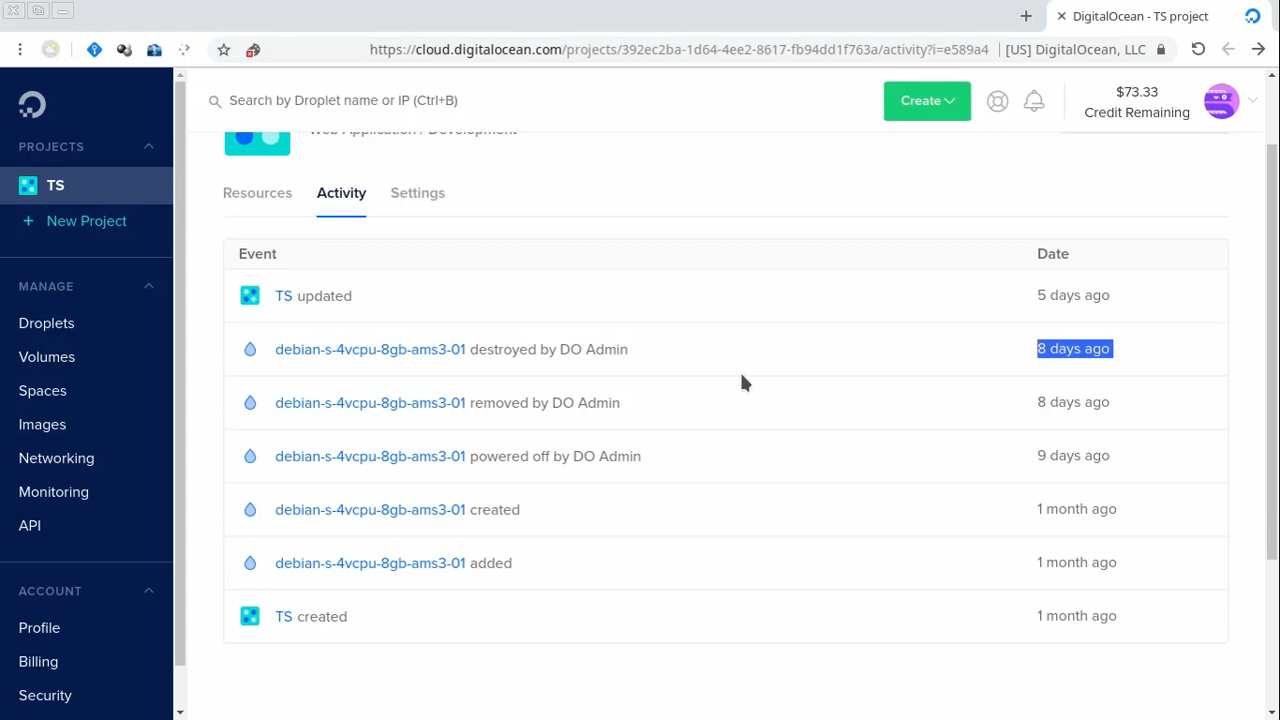 DigitalOcean - TS project
https://cloud.digitalocean.com/projects/392ec2ba-1d64-4ee2-8617-fb94dd1f763a/activity?i=e589a4 | [US] DigitalOcean, LLC
Search by Droplet name or IP (Ctrl+B)
Create
$73.33
Credit Remaining
PROJECTS
TS
+ New Project
MANAGE
Droplets
Volumes
Spaces
Images
Networking
Monitoring
API
ACCOUNT
Profile
Billing
Security
Web Application / Development
Resources Activity Settings
Event Date
TS updated 5 days ago
debian-s-4vcpu-8gb-ams3-01 destroyed by DO Admin 8 days ago
debian-s-4vcpu-8gb-ams3-01 removed by DO Admin 8 days ago
debian-s-4vcpu-8gb-ams3-01 powered off by DO Admin 9 days ago
debian-s-4vcpu-8gb-ams3-01 created 1 month ago
debian-s-4vcpu-8gb-ams3-01 added 1 month ago
TS created 1 month ago